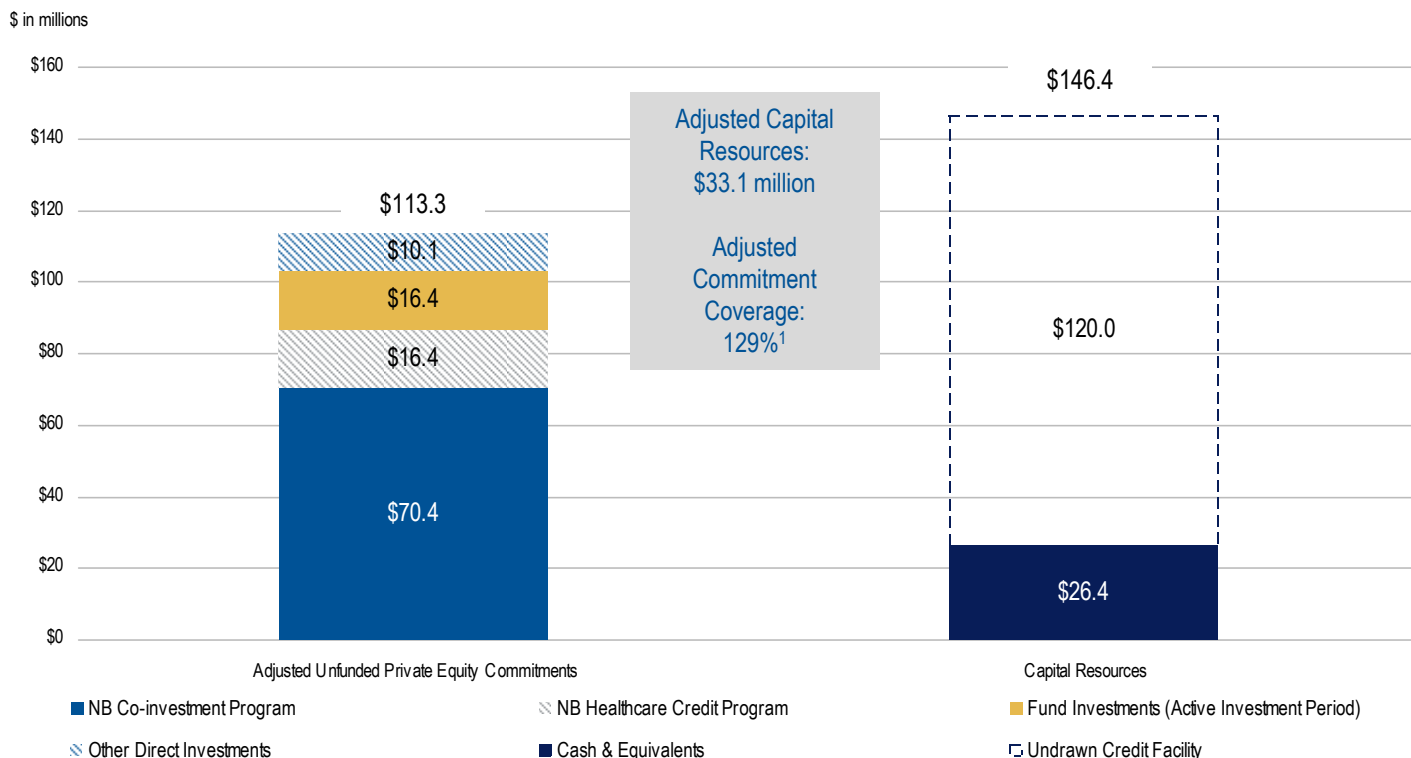 $ in millions
$160
$140
$120
$100
$80
$60
$40
$20
$0
$113.3
$10.1
$16.4
$16.4
$70.4
Adjusted Capital
Resources:
$33.1 million
Adjusted
Commitment
Coverage:
129%1
$146.4
$120.0
$26.4
Adjusted Unfunded Private Equity Commitments
Capital Resources
NB Co-investment Program
NB Healthcare Credit Program
Fund Investments (Active Investment Period)
Other Direct Investments
Cash & Equivalents
Undrawn Credit Facility